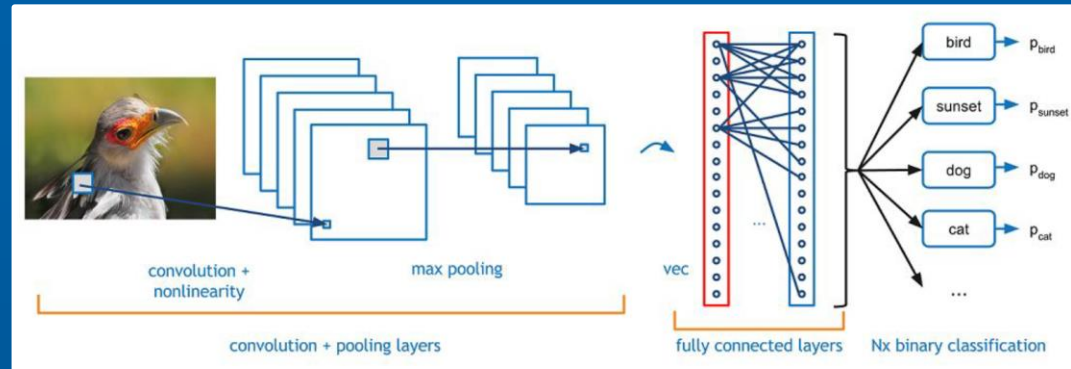 bird
p_bird
sunset
p_sunset
dog
p_dog
cat
p_cat
...
...
convolution +
nonlinearity
max pooling
vec
convolution + pooling layers
fully connected layers
Nx binary classification